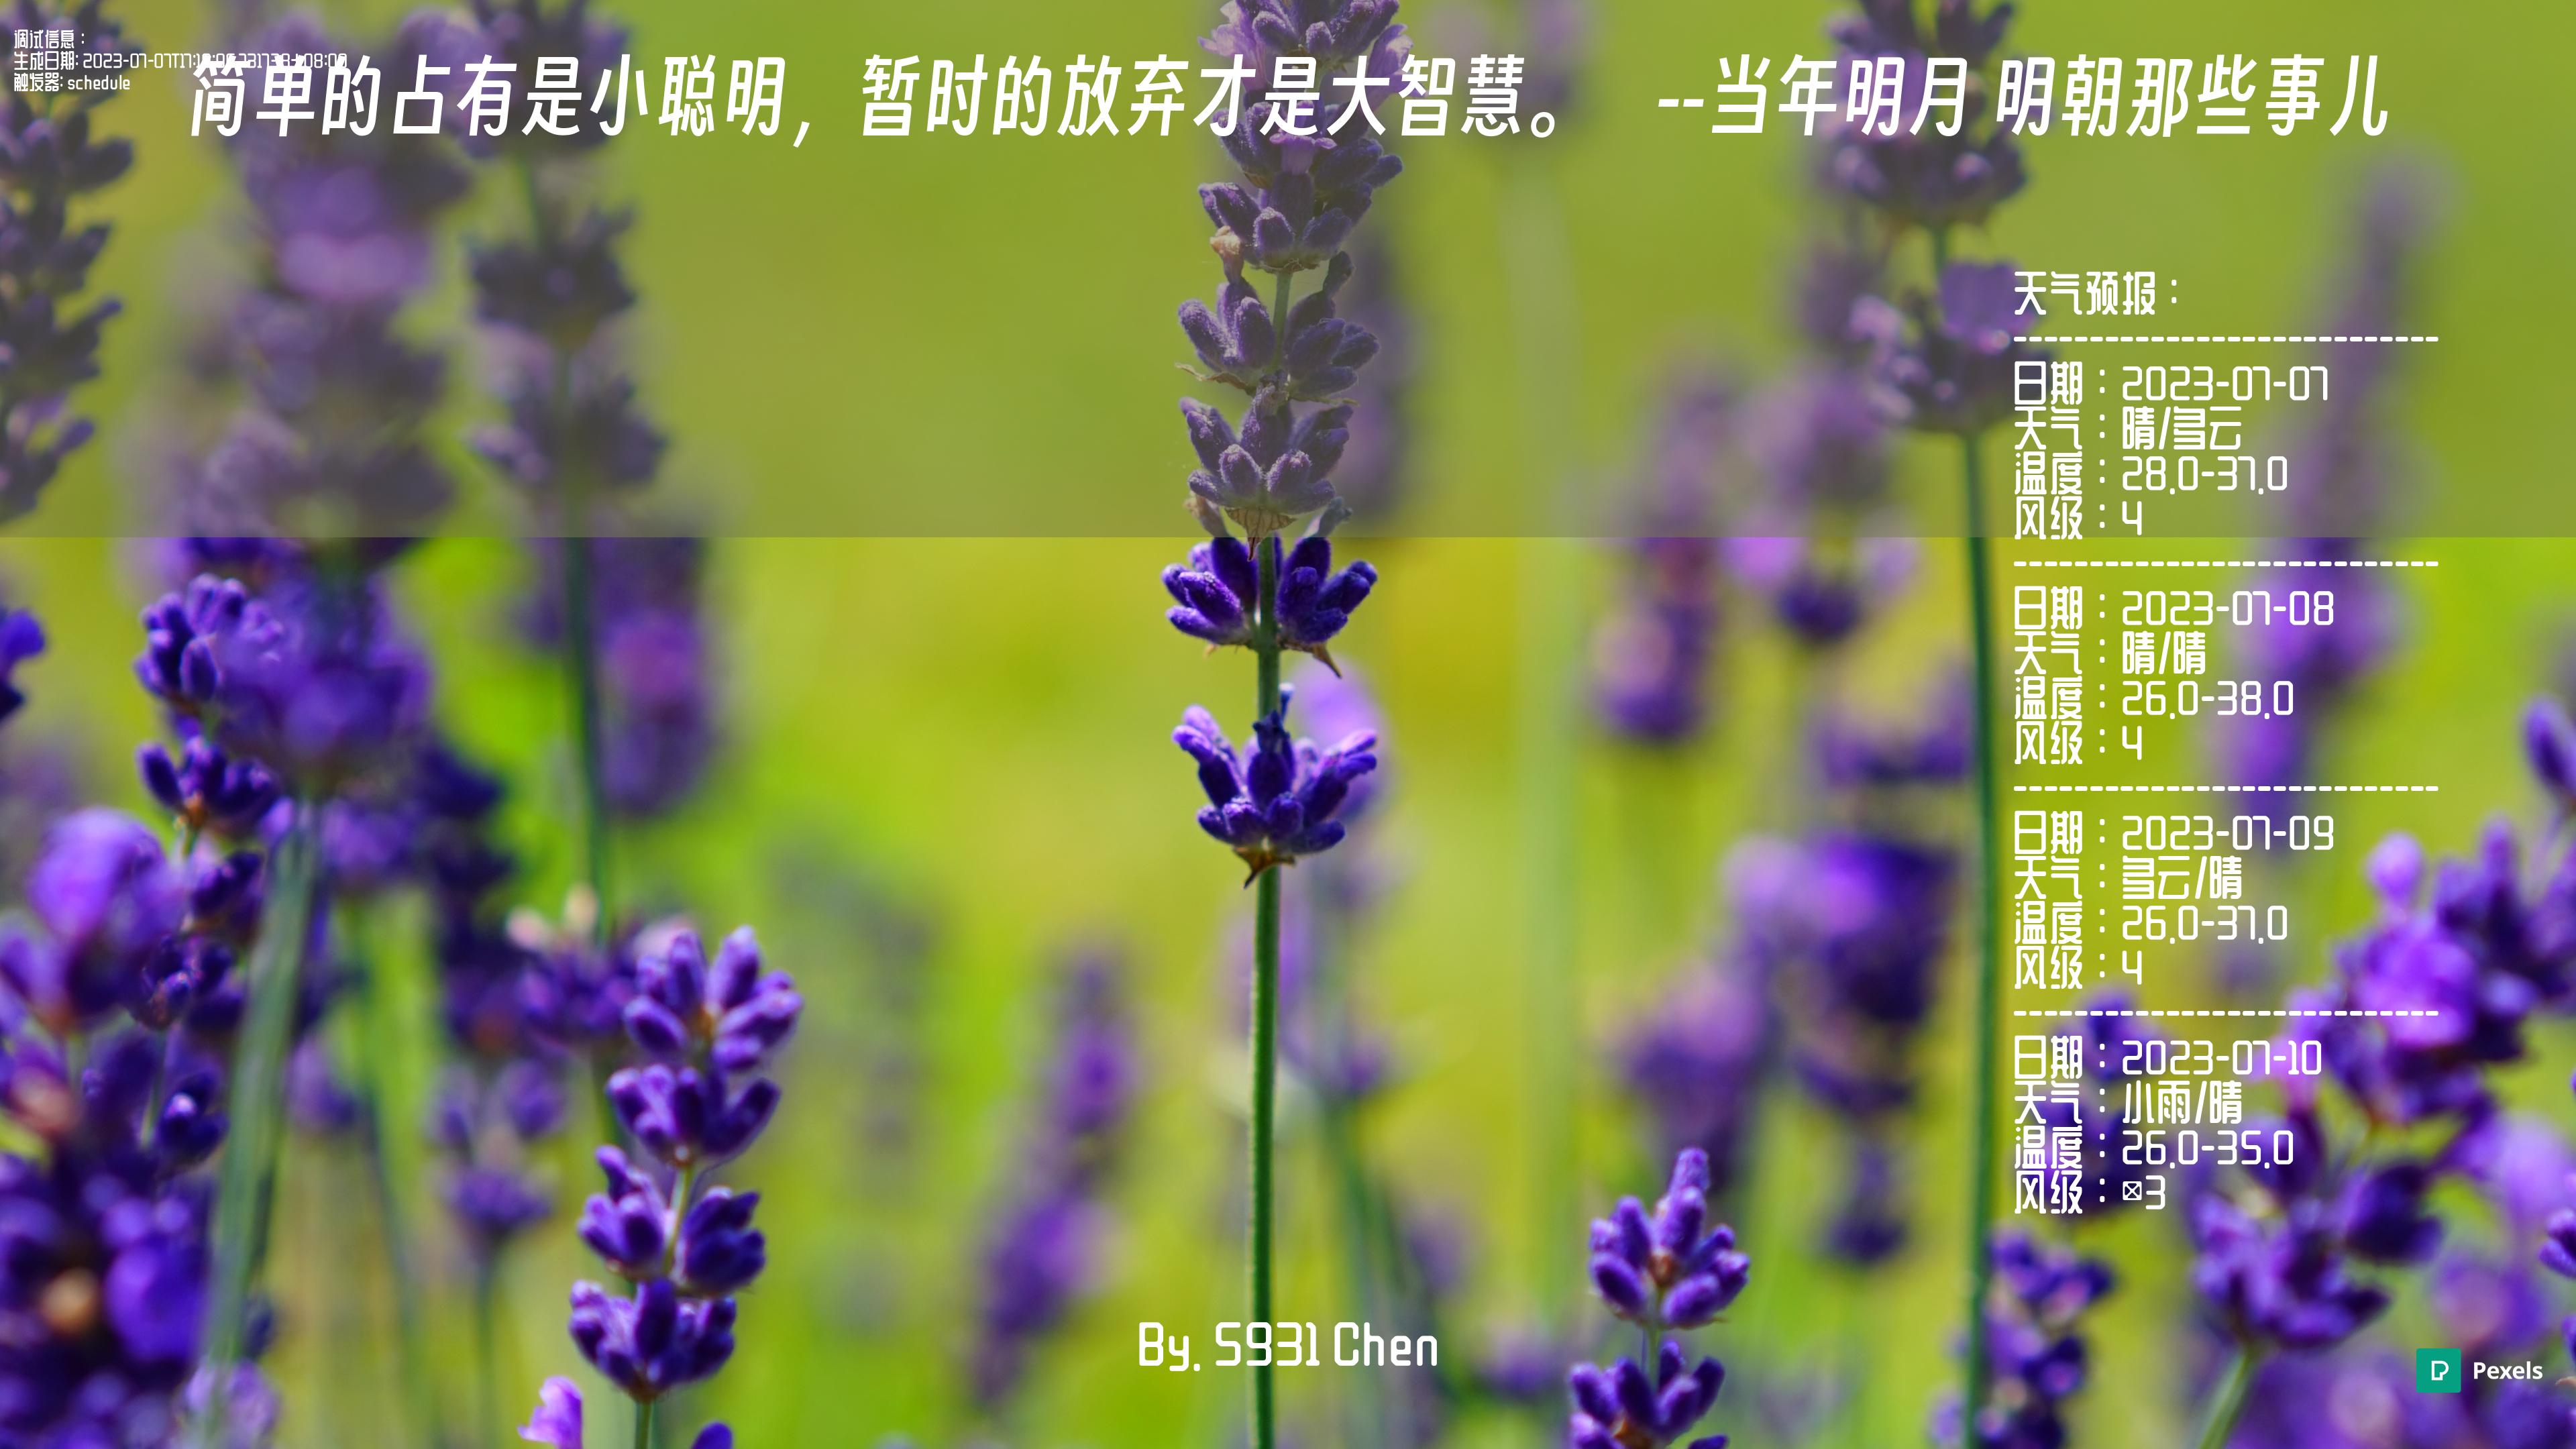 调试信息：
生成日期: 2023-07-07T17:1
触发器: schedule
简单的占有是小聪明，暂时的放弃才是大智慧。 --当年明月 明朝那些事儿
天气预报：
----------------------------
日期：2023-07-07
天气：晴/多云
温度：28.0-37.0
风级：4
----------------------------
日期：2023-07-08
天气：晴/晴
温度：26.0-38.0
风级：4
----------------------------
日期：2023-07-09
天气：多云/晴
温度：26.0-37.0
风级：4
----------------------------
日期：2023-07-10
天气：小雨/晴
温度：26.0-35.0
风级：☒3
By. S931 Chen
Pexels